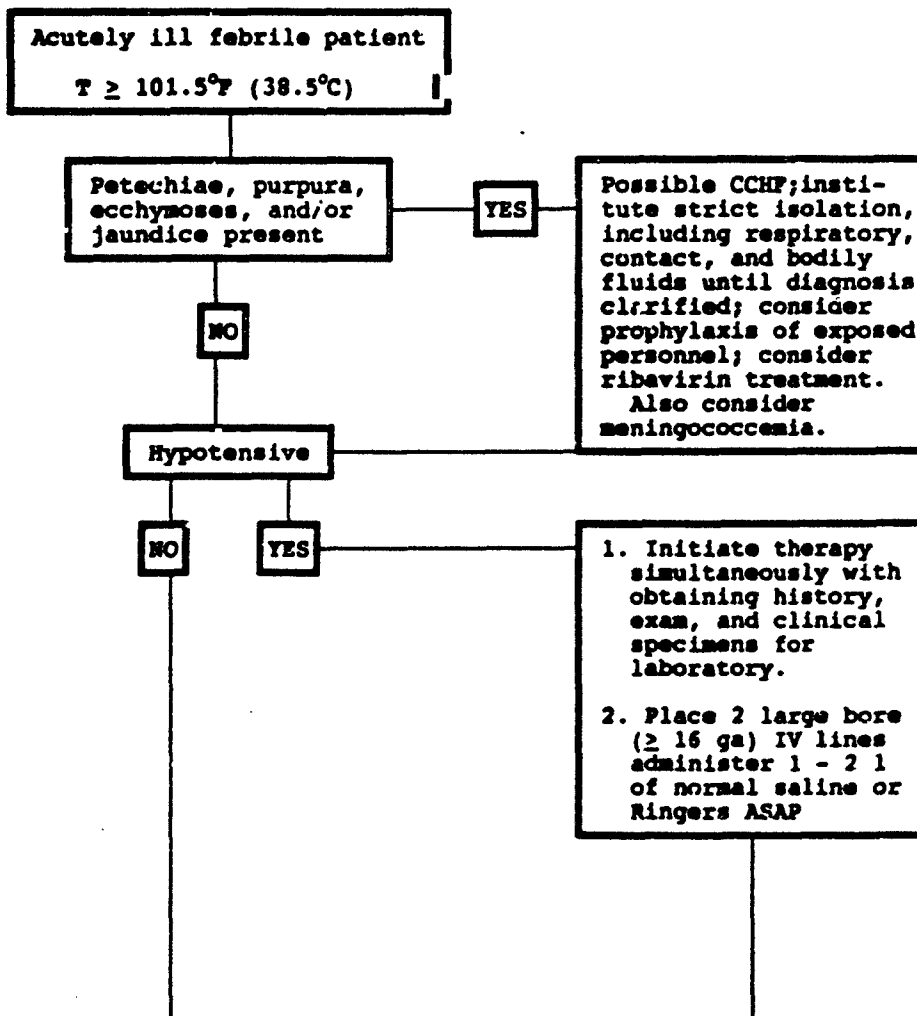 Acutely ill febrile patient
T ≥ 101.5°F (38.5°C)
Petechiae, purpura,
ecchymoses, and/or
jaundice present
YES
Possible CCHF;insti-
tute strict isolation,
including respiratory,
contact, and bodily
fluids until diagnosis
clarified; consider
prophylaxis of exposed
personnel; consider
ribavirin treatment.
Also consider
meningococcemia.
NO
Hypotensive
NO
YES
1. Initiate therapy
simultaneously with
obtaining history,
exam, and clinical
specimens for
laboratory.
2. Place 2 large bore
(≥ 16 ga) IV lines
administer 1 - 2 l
of normal saline or
Ringers ASAP